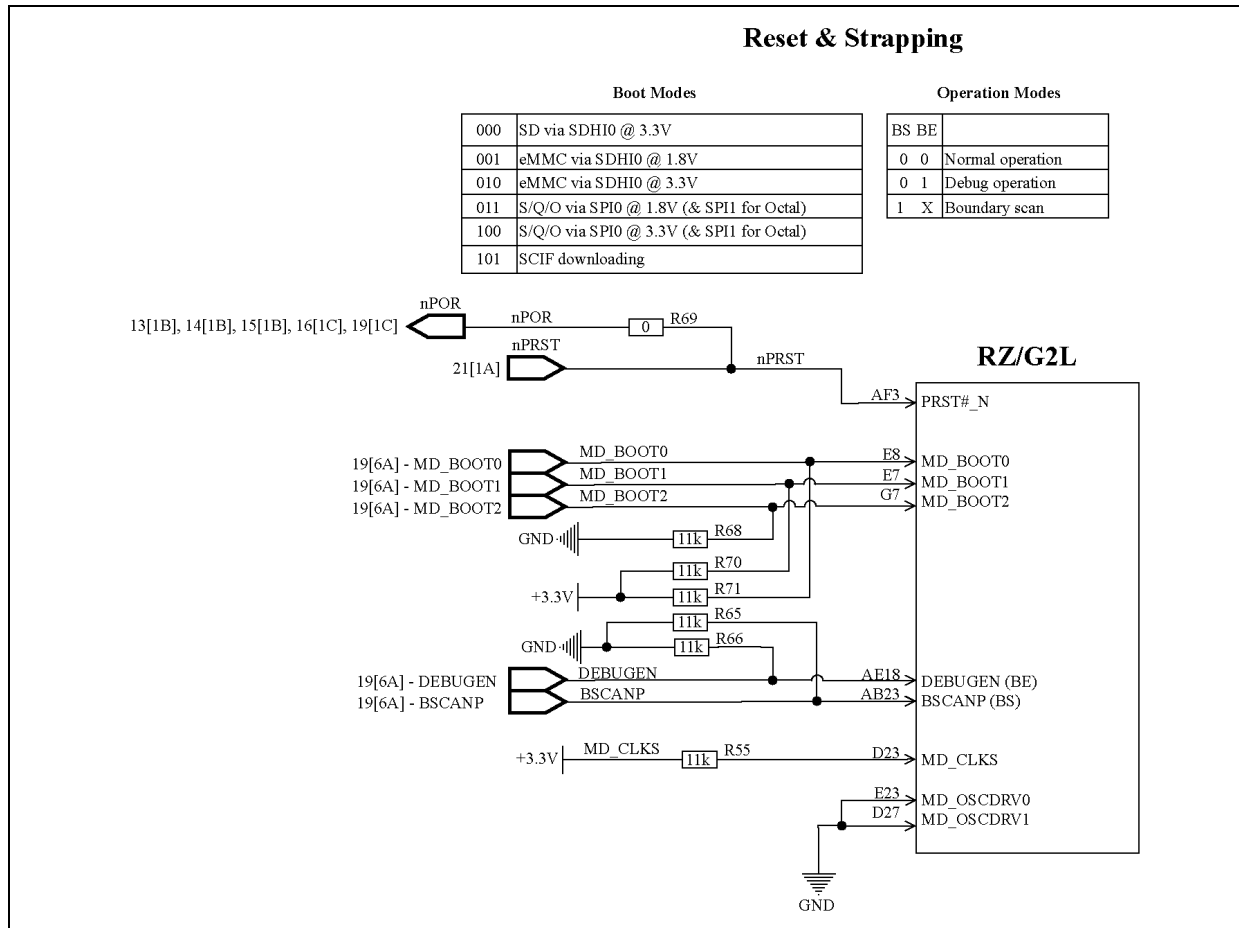 Reset & Strapping
Boot Modes
000 SD via SDHI0 @ 3.3V
001 eMMC via SDHI0 @ 1.8V
010 eMMC via SDHI0 @ 3.3V
011 S/Q/O via SPI0 @ 1.8V (& SPI1 for Octal)
100 S/Q/O via SPI0 @ 3.3V (& SPI1 for Octal)
101 SCIF downloading
Operation Modes
BS BE
0 0 Normal operation
0 1 Debug operation
1 X Boundary scan
nPOR
13[1B], 14[1B], 15[1B], 16[1C], 19[1C]
nPOR
0 R69
nPRST
21[1A]
nPRST
RZ/G2L
AF3 PRST#_N
19[6A] - MD_BOOT0 MD_BOOT0 E8 MD_BOOT0
19[6A] - MD_BOOT1 MD_BOOT1 E7 MD_BOOT1
19[6A] - MD_BOOT2 MD_BOOT2 G7 MD_BOOT2
GND 11k R68
11k R70
+3.3V 11k R71
11k R65
GND 11k R66
19[6A] - DEBUGEN DEBUGEN AE18 DEBUGEN (BE)
19[6A] - BSCANP BSCANP AB23 BSCANP (BS)
+3.3V MD_CLKS 11k R55 D23 MD_CLKS
E23 MD_OSCDRV0
D27 MD_OSCDRV1
GND